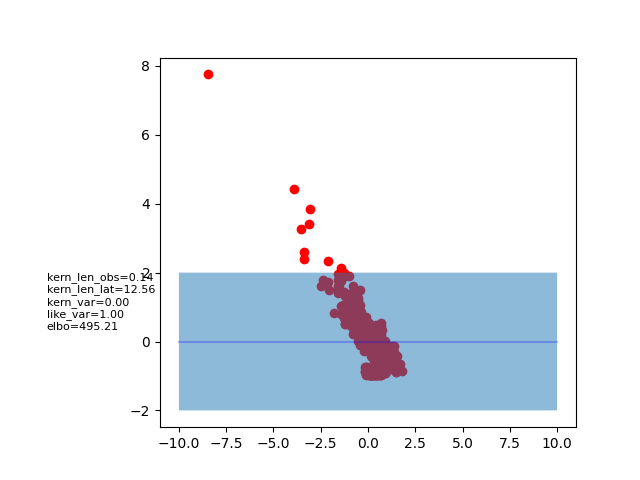 8
6
4
2
0
−2
kern_len_obs=0.14
kern_len_lat=12.56
kern_var=0.00
like_var=1.00
elbo=495.21
−10.0 −7.5 −5.0 −2.5 0.0 2.5 5.0 7.5 10.0